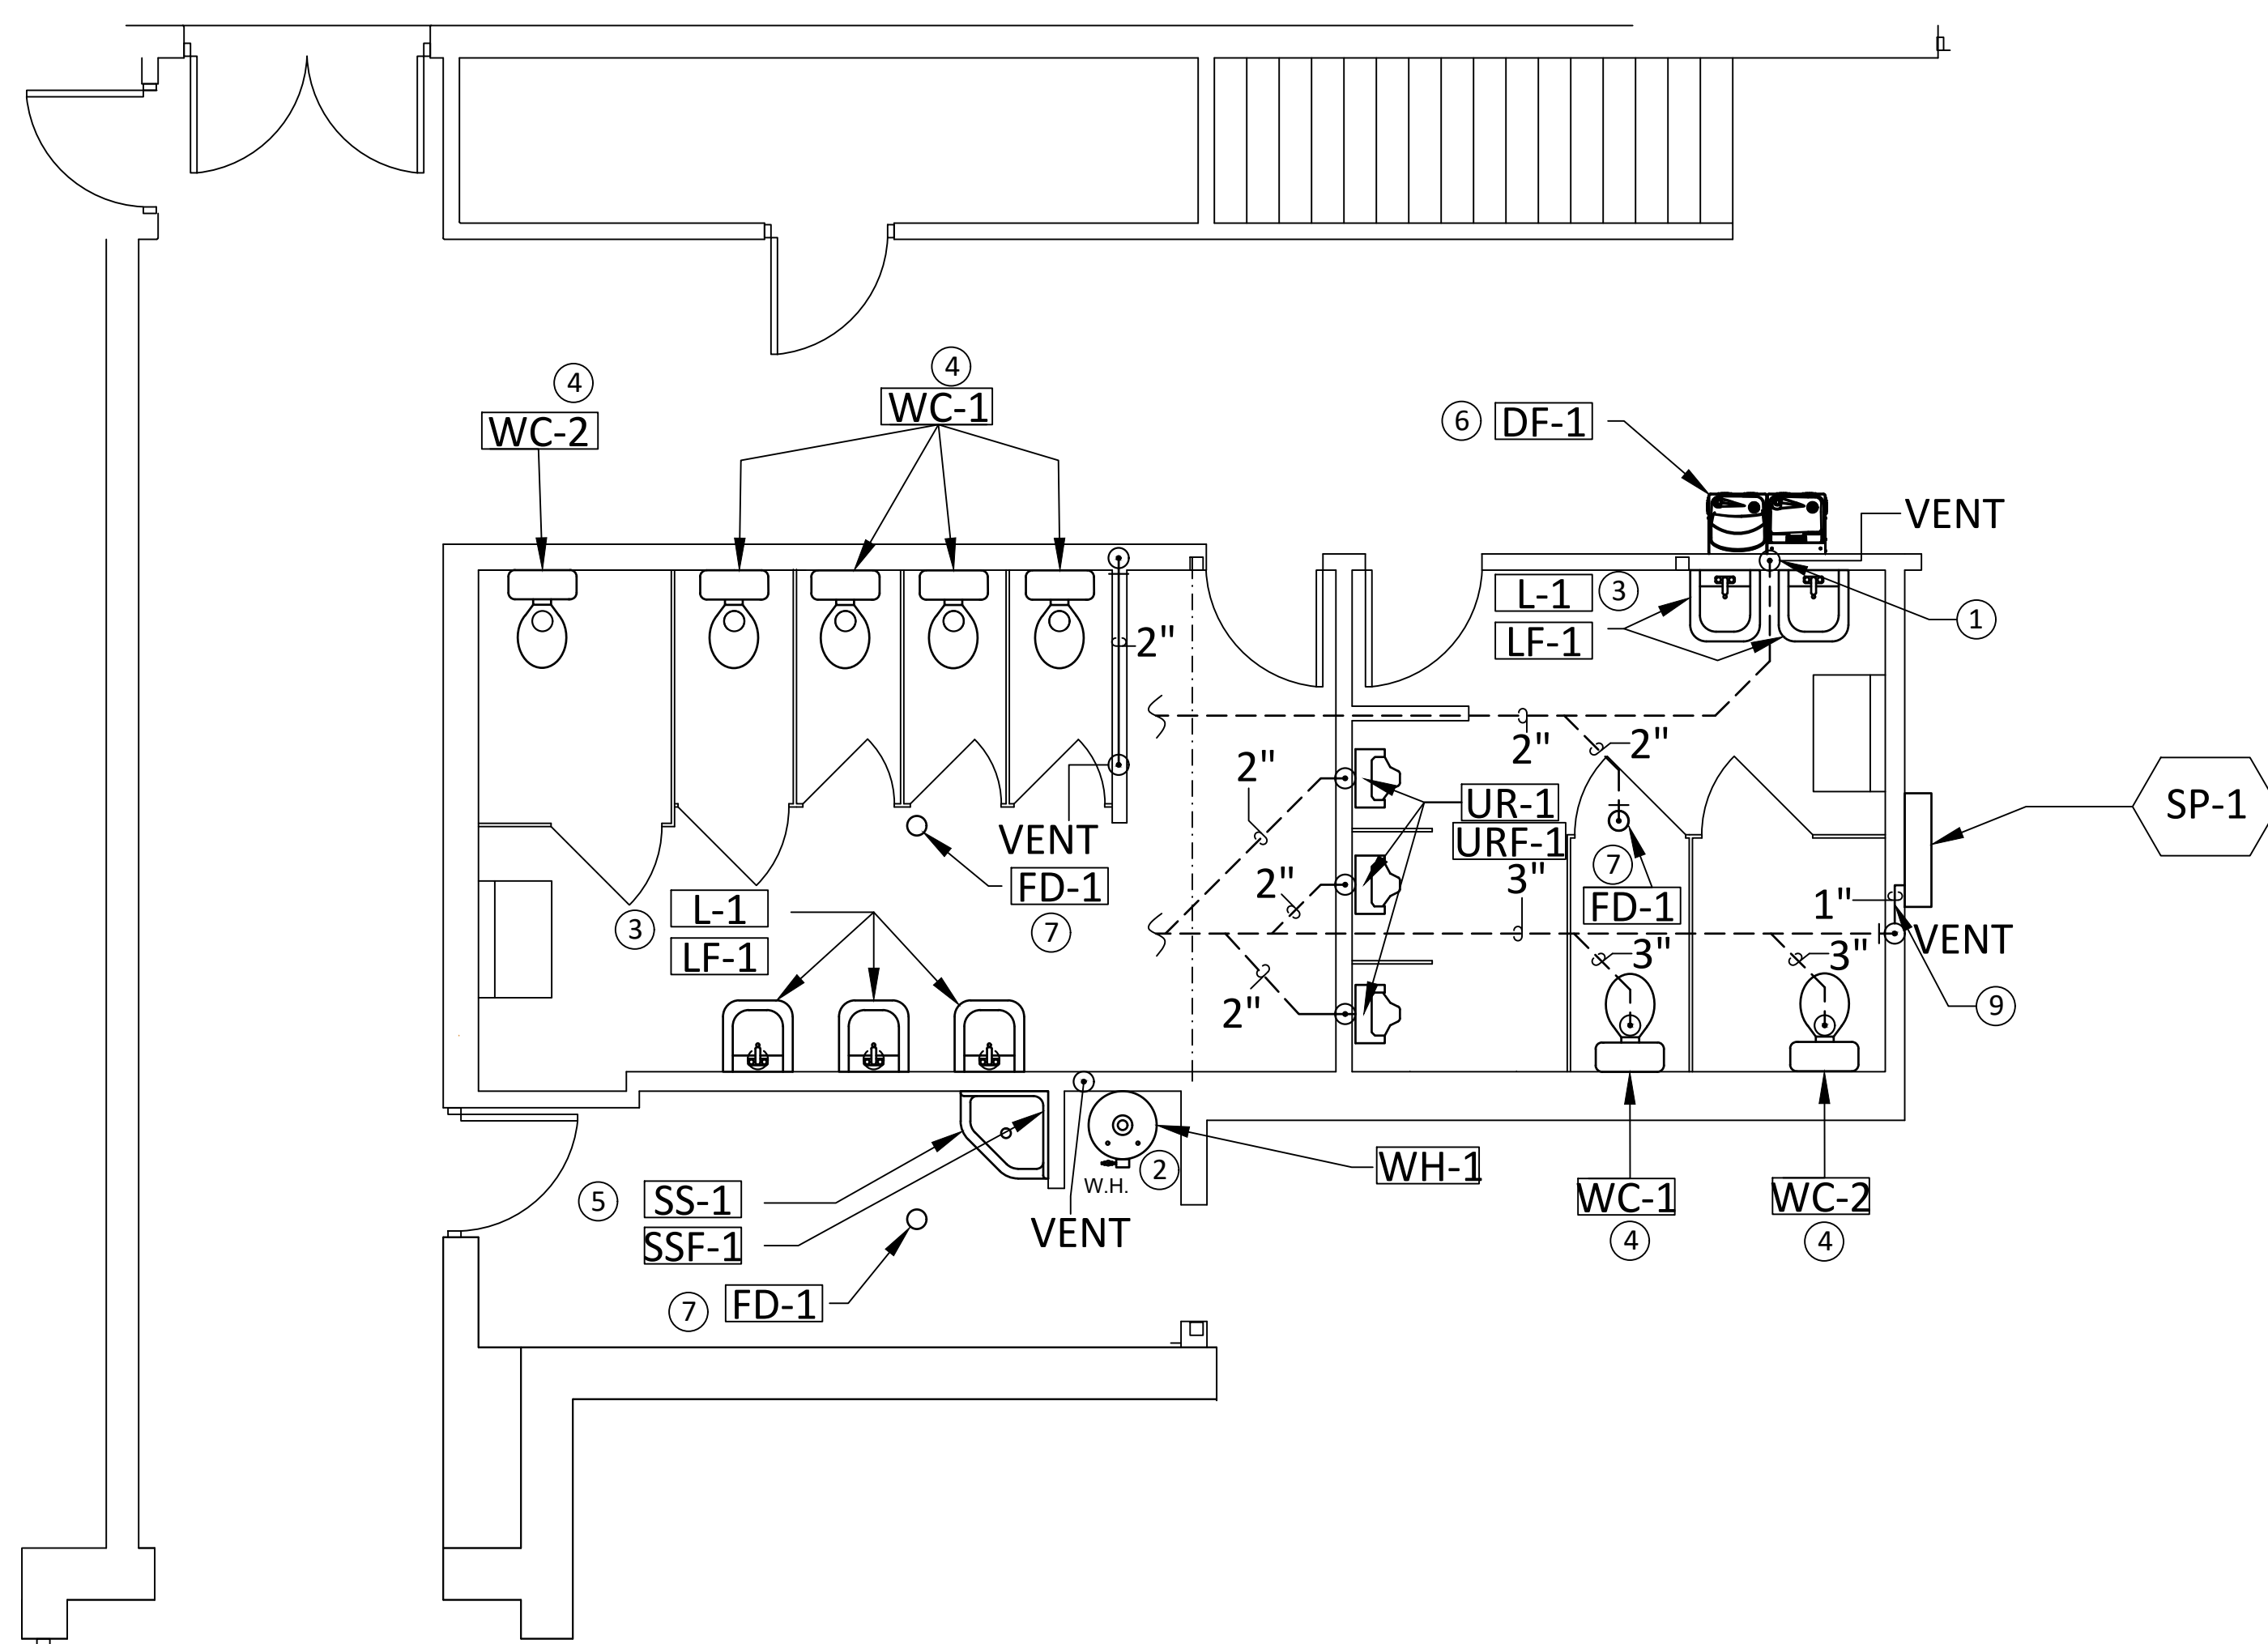 4
WC-1
4
WC-2
6
DF-1
VENT
L-1
3
LF-1
1
2"
2"
2"
2"
UR-1
URF-1
SP-1
VENT
7
FD-1
3"
2"
FD-1
7
3
L-1
LF-1
1"
VENT
3"
3"
2"
9
WH-1
2
W.H.
VENT
5
SS-1
SSF-1
WC-1
WC-2
4
4
7
FD-1